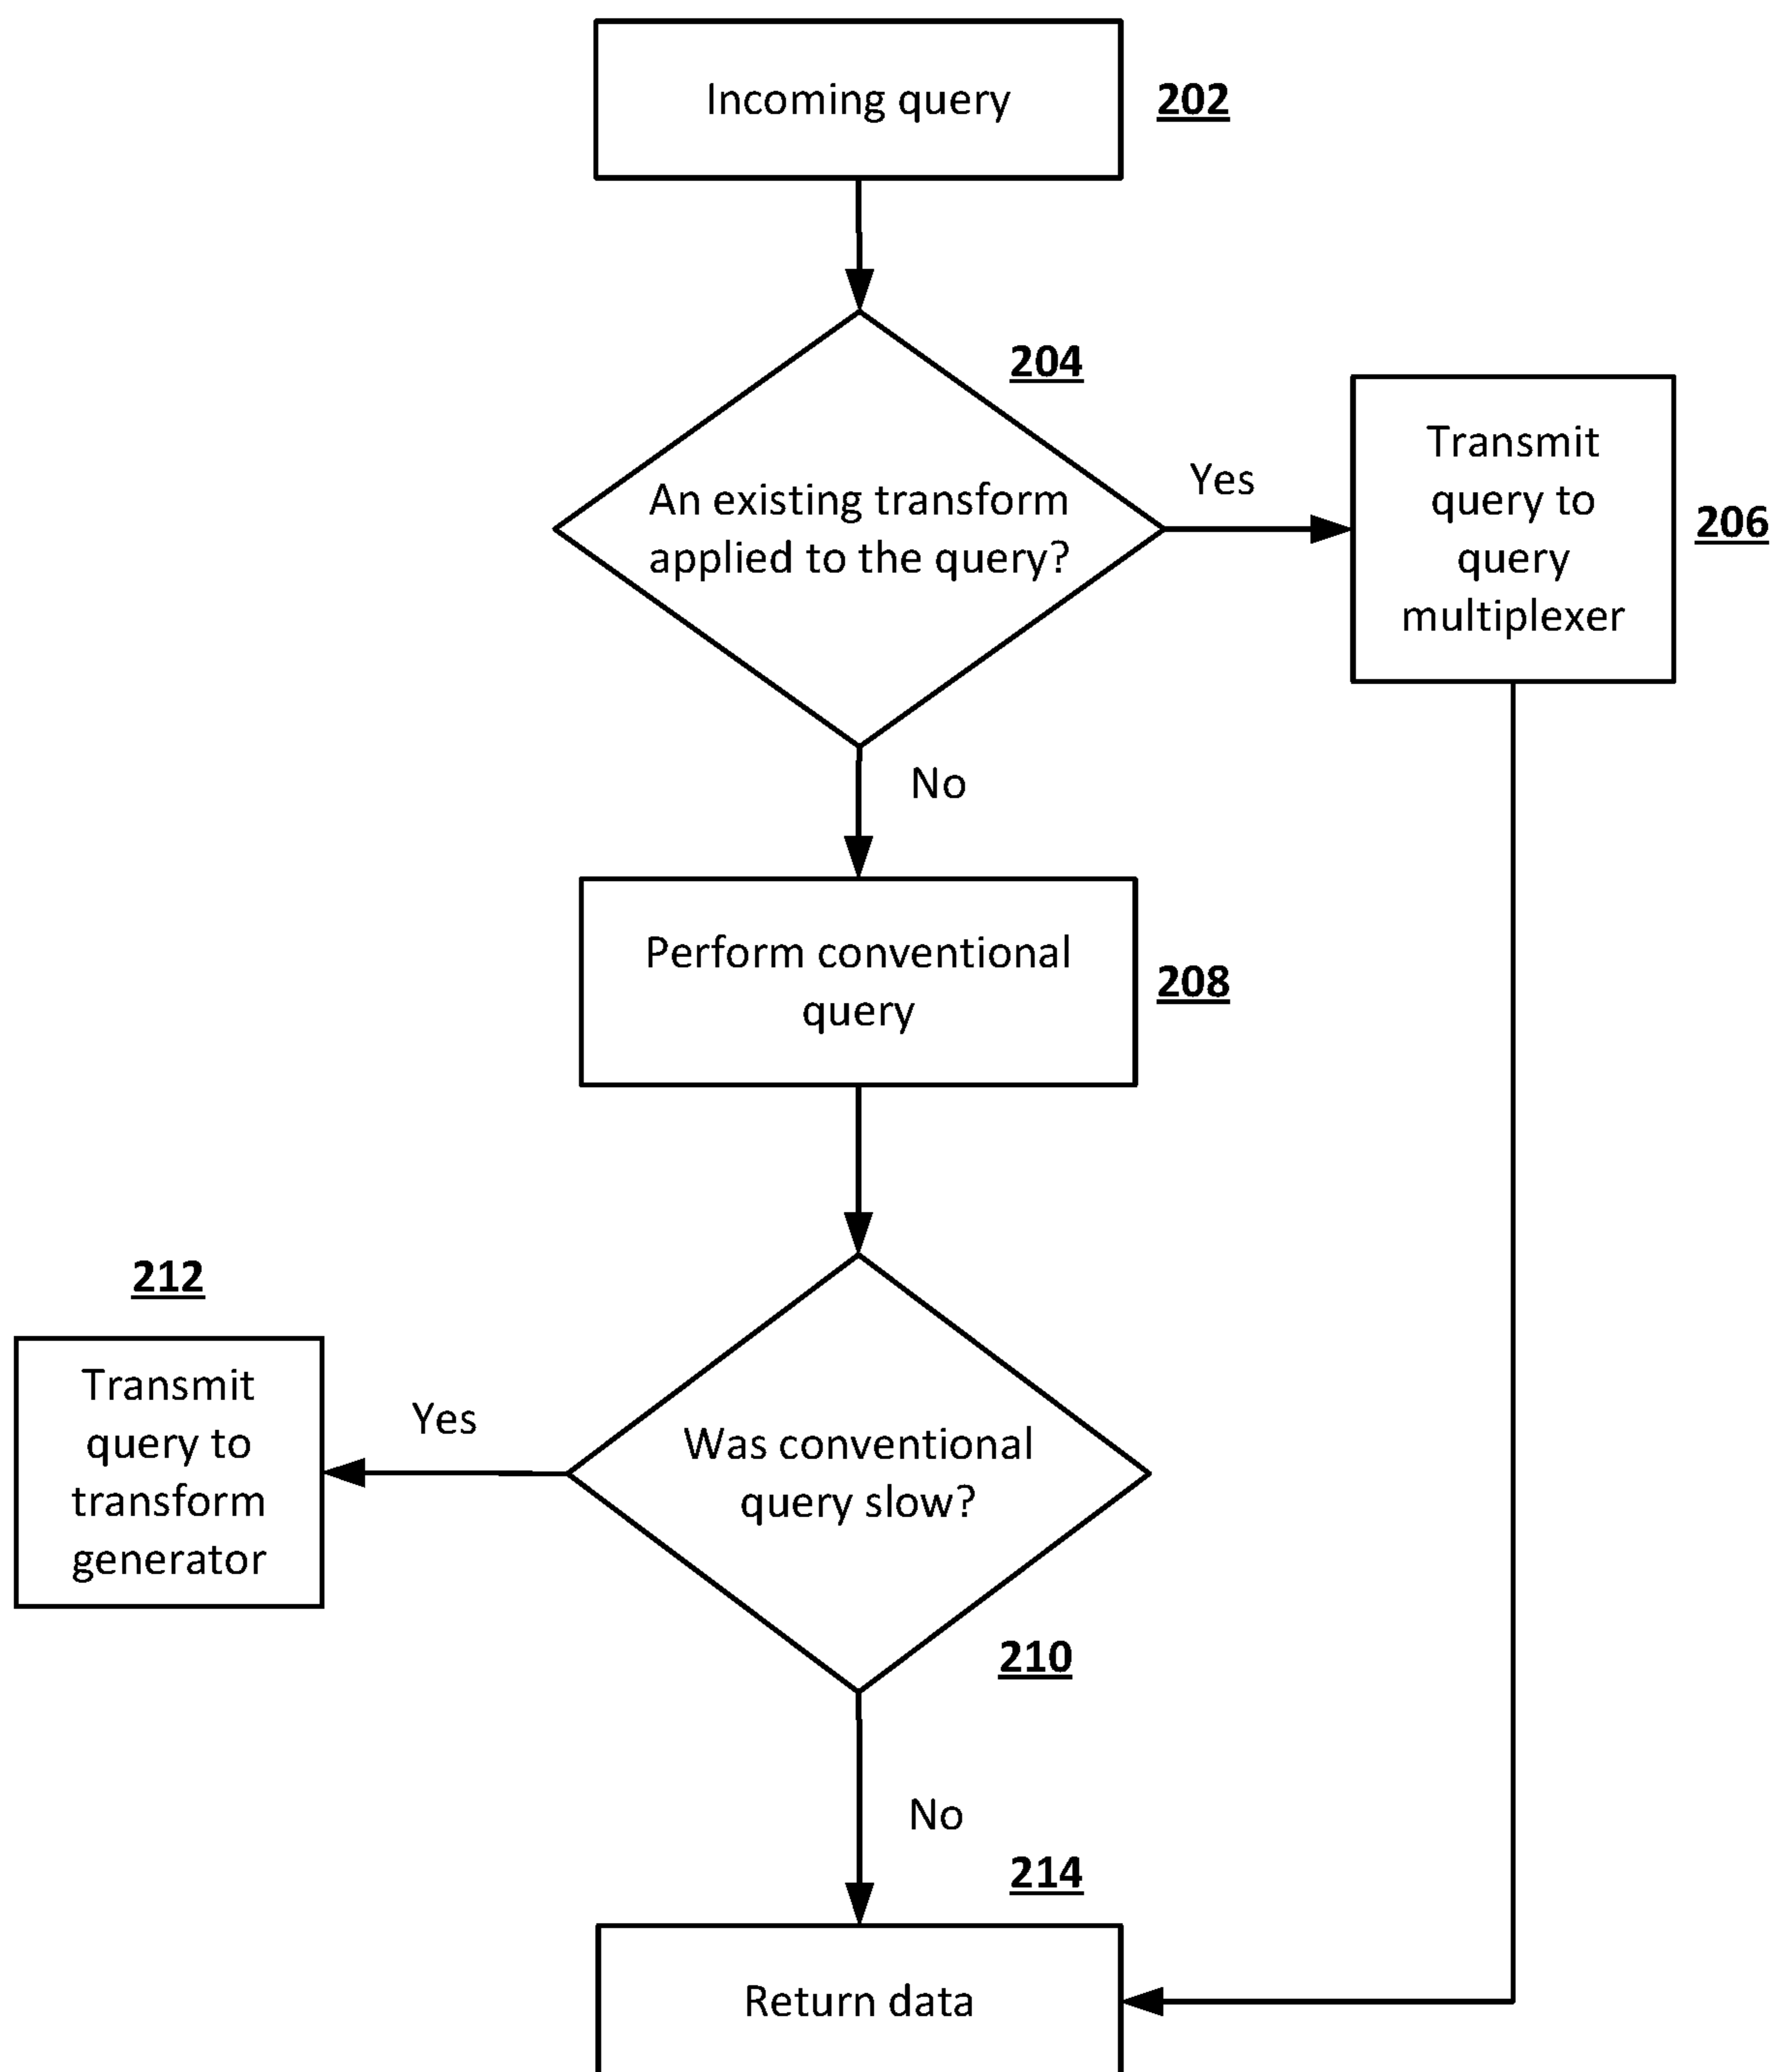 Incoming query
202
204
An existing transform
applied to the query?
Yes
Transmit
query to
query
multiplexer
206
No
Perform conventional
query
208
212
Transmit
query to
transform
generator
Yes
Was conventional
query slow?
210
No
214
Return data